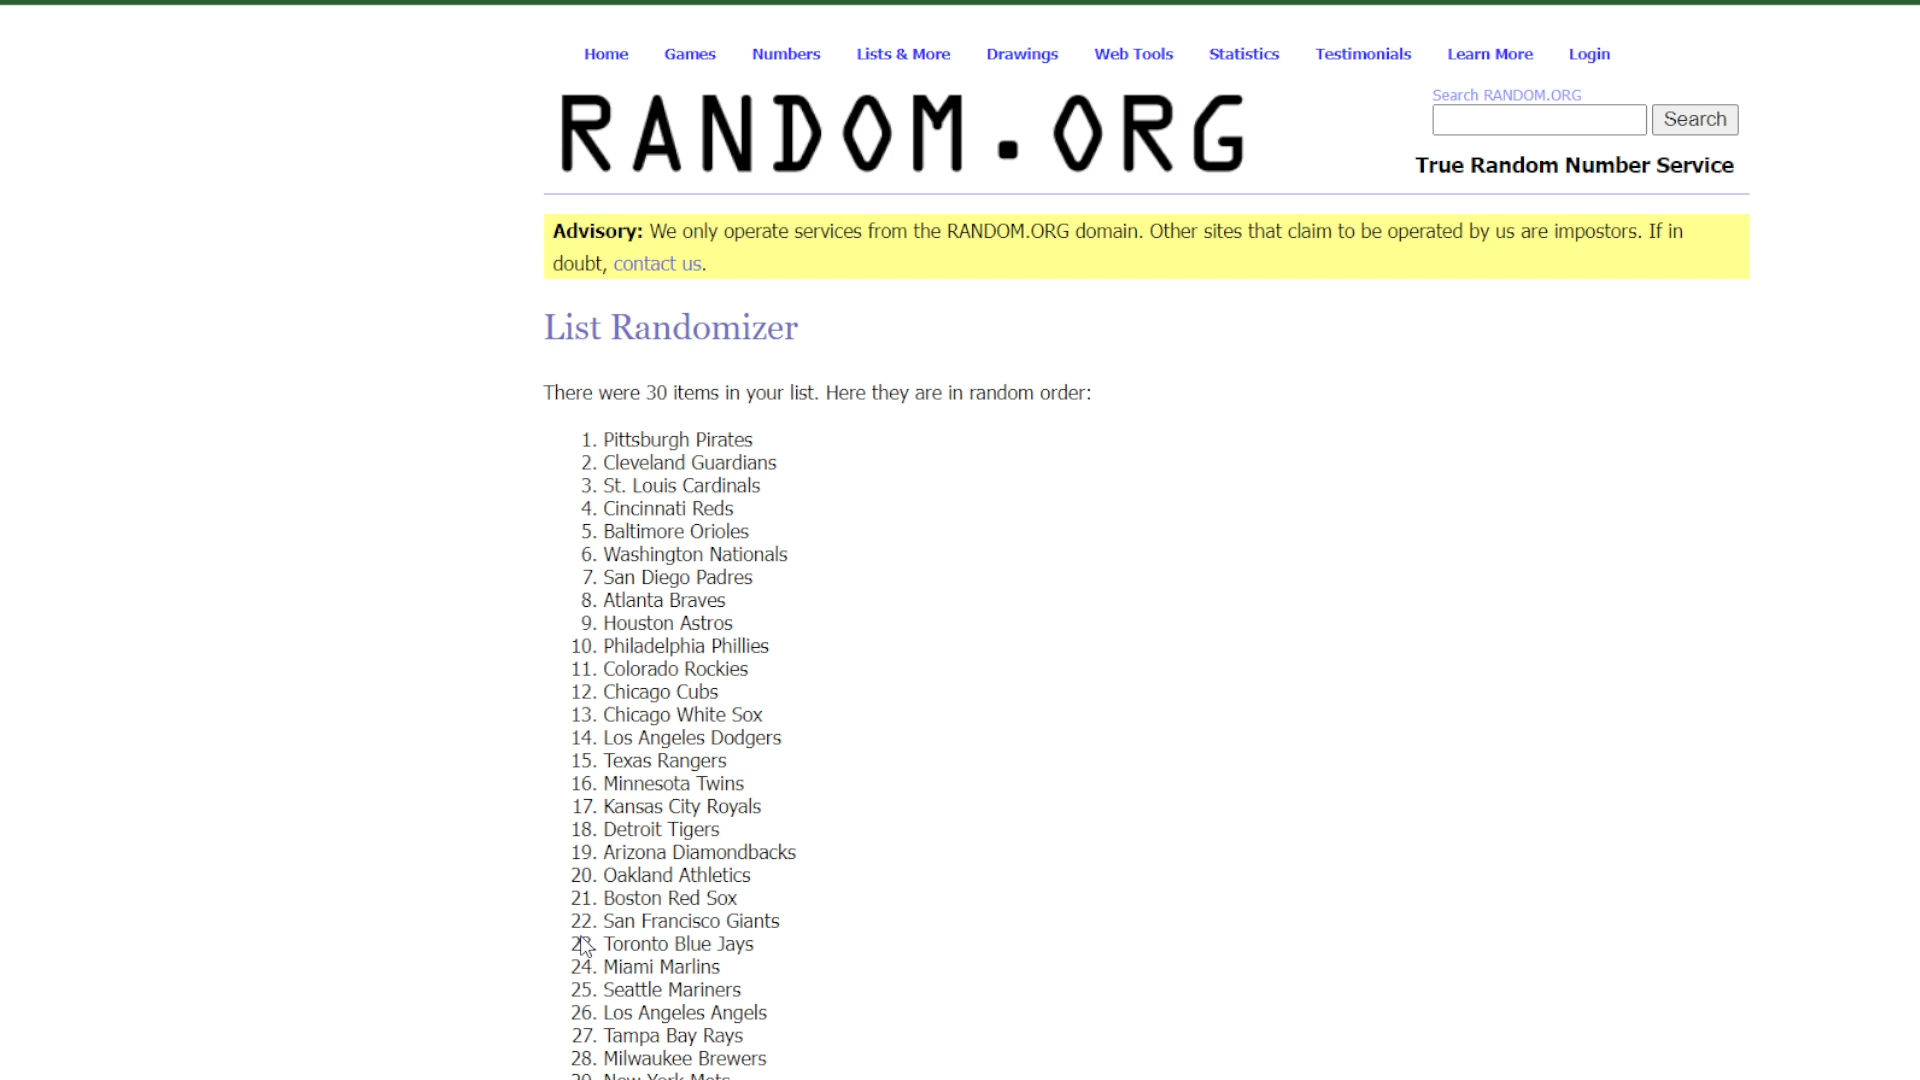 Home Games Numbers Lists & More Drawings Web Tools Statistics Testimonials Learn More Login
RANDOM.ORG
Search RANDOM.ORG
Search
True Random Number Service
Advisory: We only operate services from the RANDOM.ORG domain. Other sites that claim to be operated by us are impostors. If in
doubt, contact us.
List Randomizer
There were 30 items in your list. Here they are in random order:
1. Pittsburgh Pirates
2. Cleveland Guardians
3. St. Louis Cardinals
4. Cincinnati Reds
5. Baltimore Orioles
6. Washington Nationals
7. San Diego Padres
8. Atlanta Braves
9. Houston Astros
10. Philadelphia Phillies
11. Colorado Rockies
12. Chicago Cubs
13. Chicago White Sox
14. Los Angeles Dodgers
15. Texas Rangers
16. Minnesota Twins
17. Kansas City Royals
18. Detroit Tigers
19. Arizona Diamondbacks
20. Oakland Athletics
21. Boston Red Sox
22. San Francisco Giants
23. Toronto Blue Jays
24. Miami Marlins
25. Seattle Mariners
26. Los Angeles Angels
27. Tampa Bay Rays
28. Milwaukee Brewers
29. New York Mets